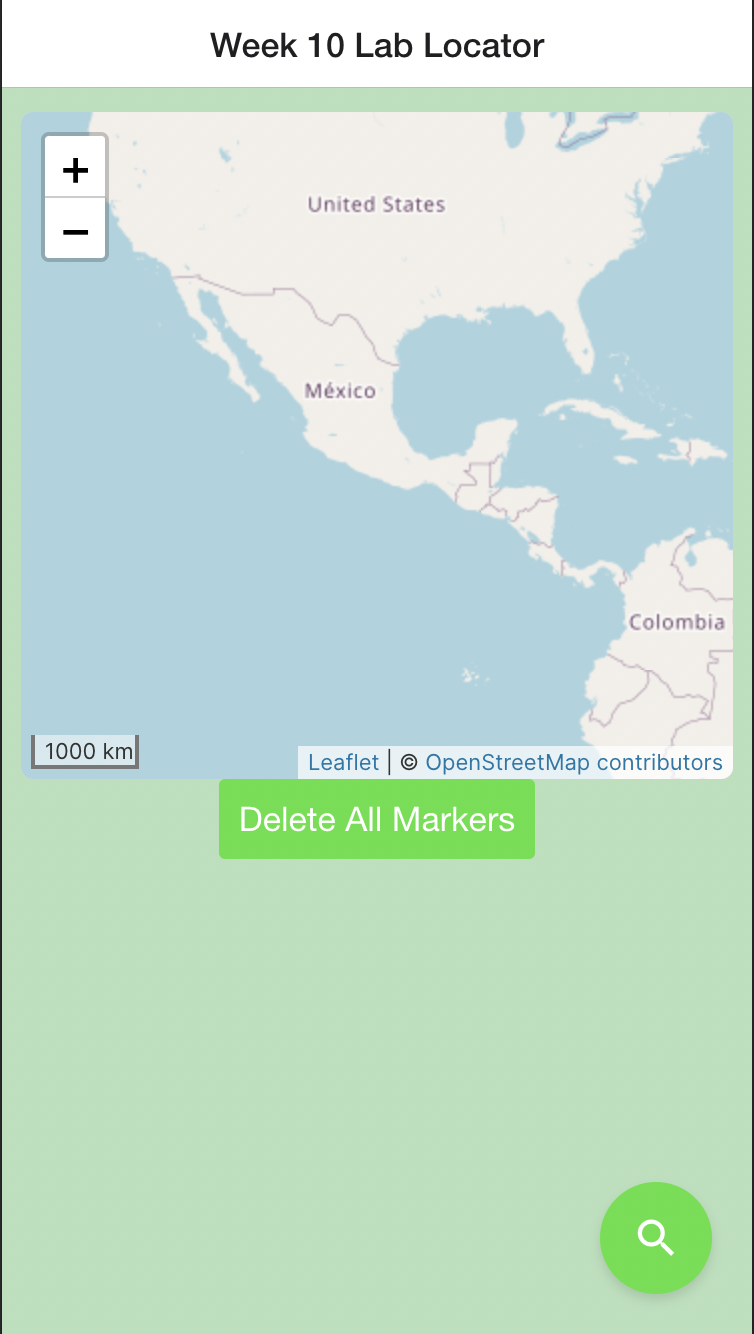 Week 10 Lab Locator
+
United States
−
México
Colombia
1000 km
Leaflet | © OpenStreetMap contributors
Delete All Markers